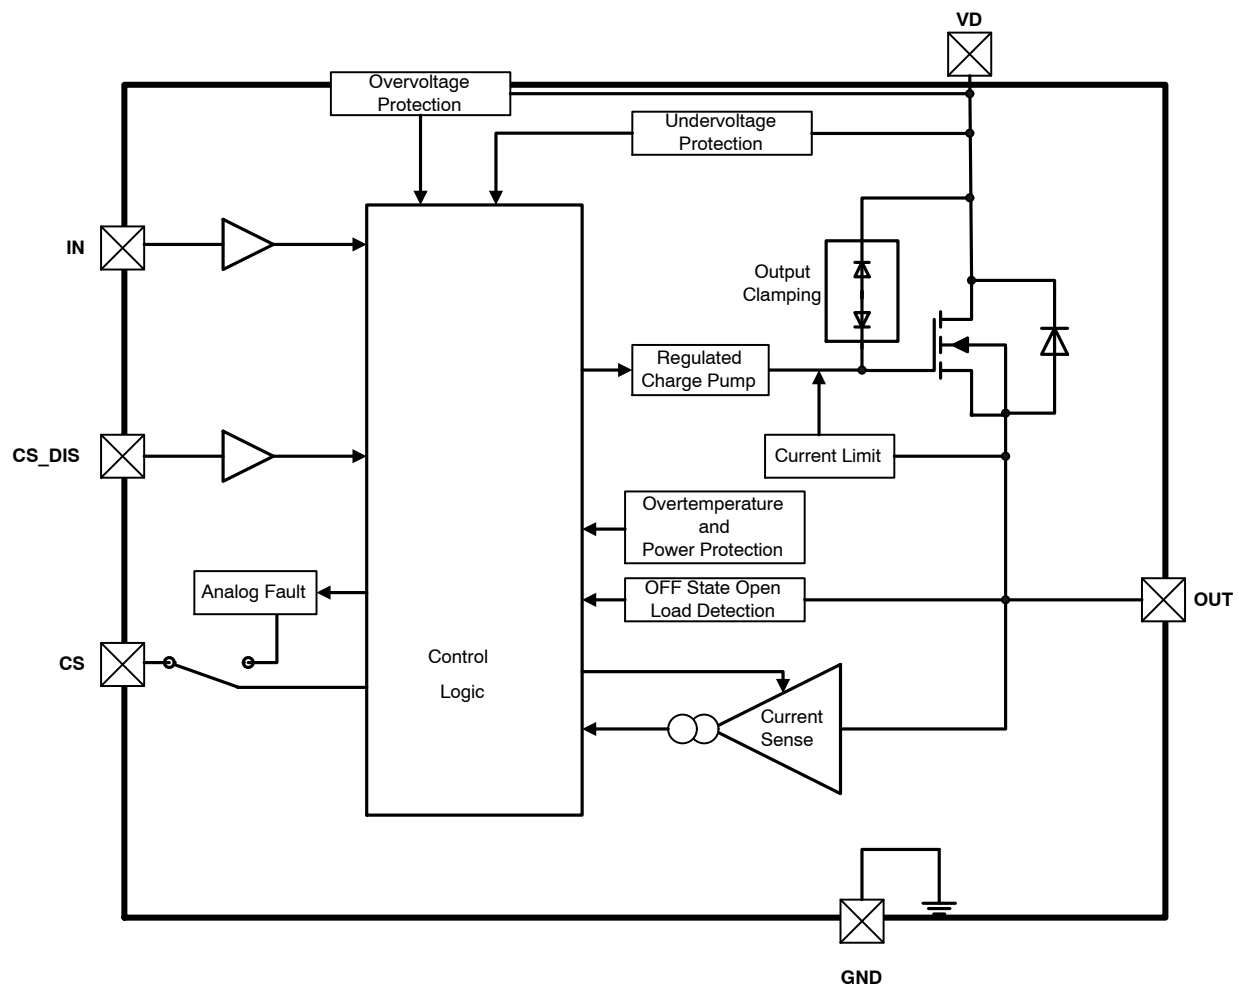 VD
Overvoltage
Protection
Undervoltage
Protection
IN
Output
Clamping
Regulated
Charge Pump
CS_DIS
Current Limit
Overtemperature
and
Power Protection
Analog Fault
OFF State Open
Load Detection
OUT
CS
Control
Logic
Current
Sense
GND